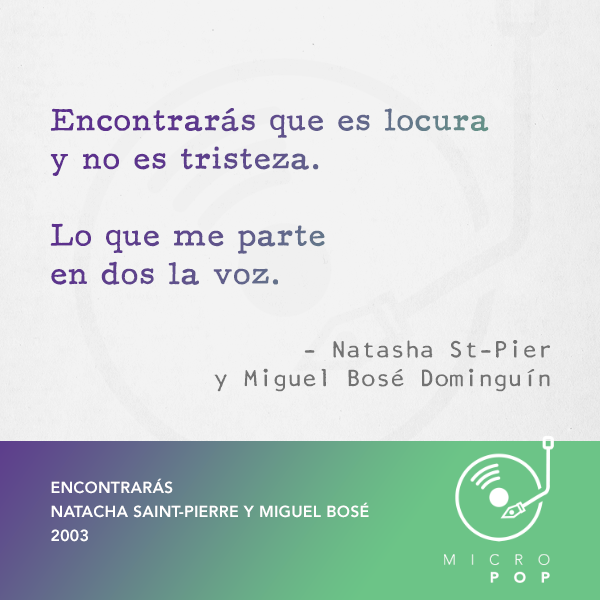 Encontrarás que es locura
y no es tristeza.
Lo que me parte
en dos la voz.
- Natasha St-Pier
y Miguel Bosé Dominguín
ENCONTRARÁS
NATACHA SAINT-PIERRE Y MIGUEL BOSÉ
2003
MICRO
POP